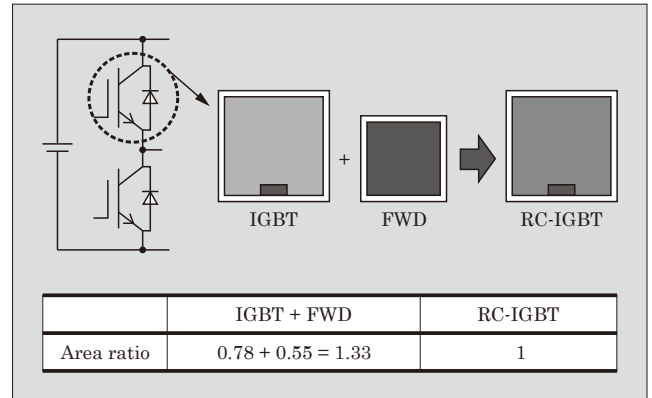 +
IGBT FWD RC-IGBT
IGBT + FWD RC-IGBT
Area ratio 0.78 + 0.55 = 1.33 1